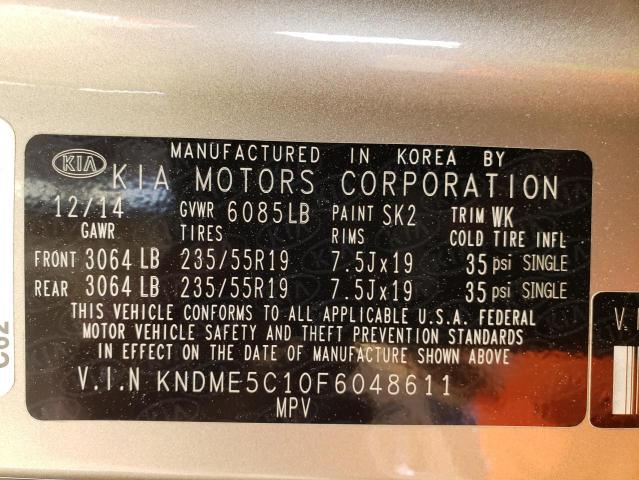 KIA MANUFACTURED IN KOREA BY
KIA MOTORS CORPORATION
12/14 GVWR 6085LB PAINT SK2 TRIM WK
GAWR TIRES RIMS COLD TIRE INFL
FRONT 3064 LB 235/55R19 7.5Jx19 35 psi SINGLE
REAR 3064 LB 235/55R19 7.5Jx19 35 psi SINGLE
THIS VEHICLE CONFORMS TO ALL APPLICABLE U.S.A. FEDERAL
MOTOR VEHICLE SAFETY AND THEFT PREVENTION STANDARDS
IN EFFECT ON THE DATE OF MANUFACTURE SHOWN ABOVE
V.I.N KNDME5C10F6048611
MPV